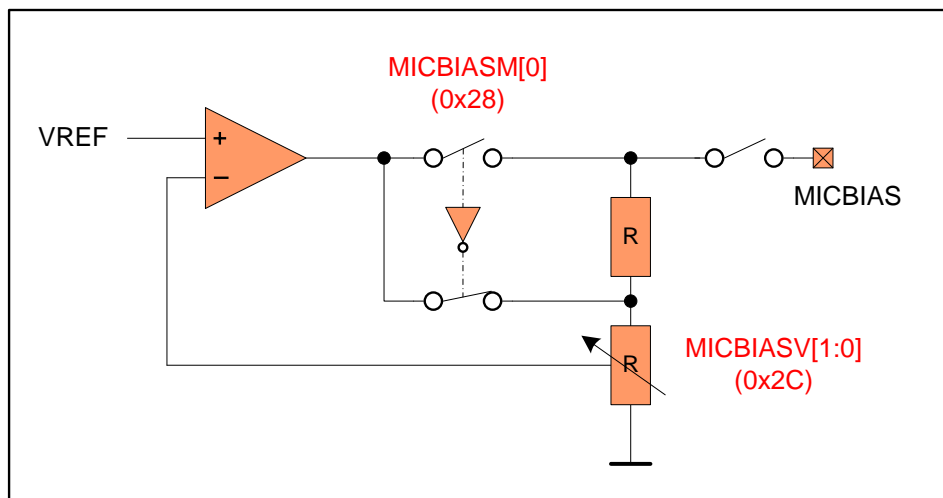 MICBIASM[0]
(0x28)
VREF
+
−
MICBIAS
R
R
MICBIASV[1:0]
(0x2C)